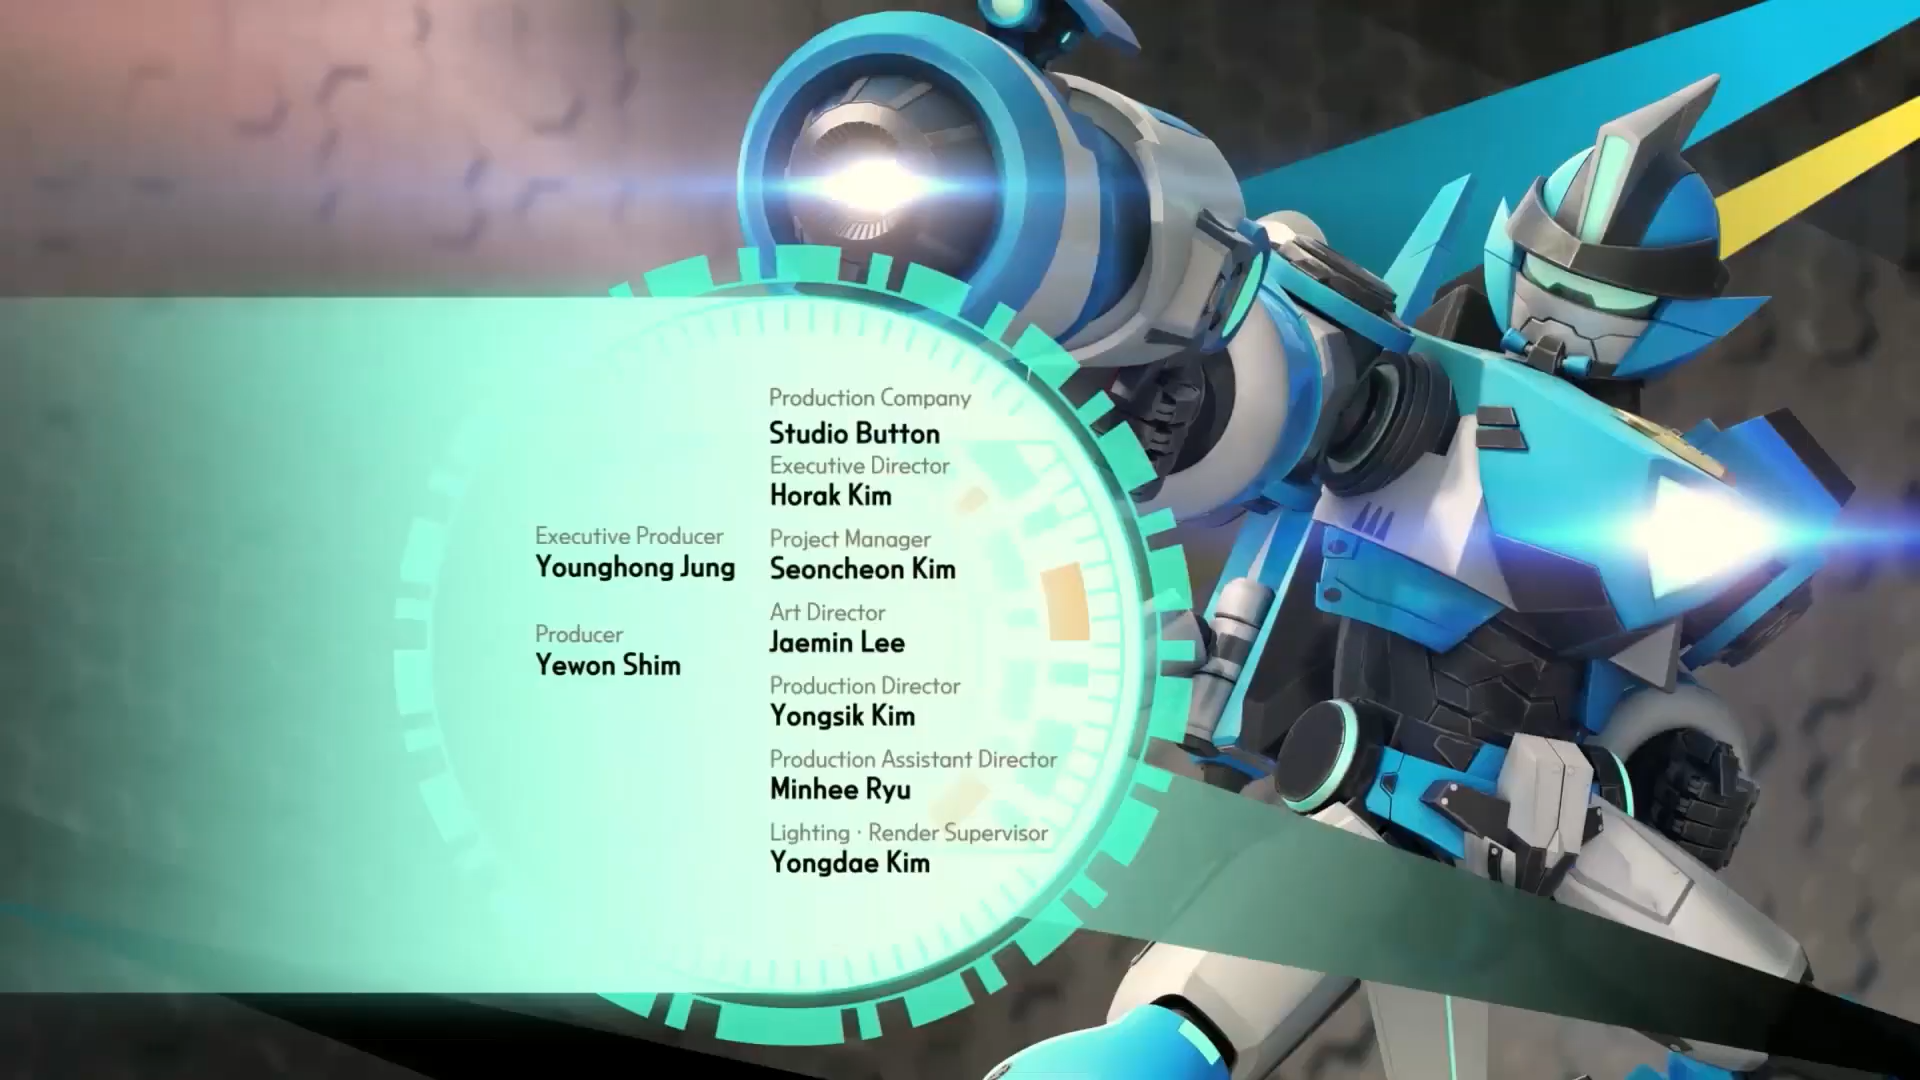 Executive Producer
Younghong Jung
Producer
Yewon Shim
Production Company
Studio Button
Executive Director
Horak Kim
Project Manager
Seoncheon Kim
Art Director
Jaemin Lee
Production Director
Yongsik Kim
Production Assistant Director
Minhee Ryu
Lighting · Render Supervisor
Yongdae Kim